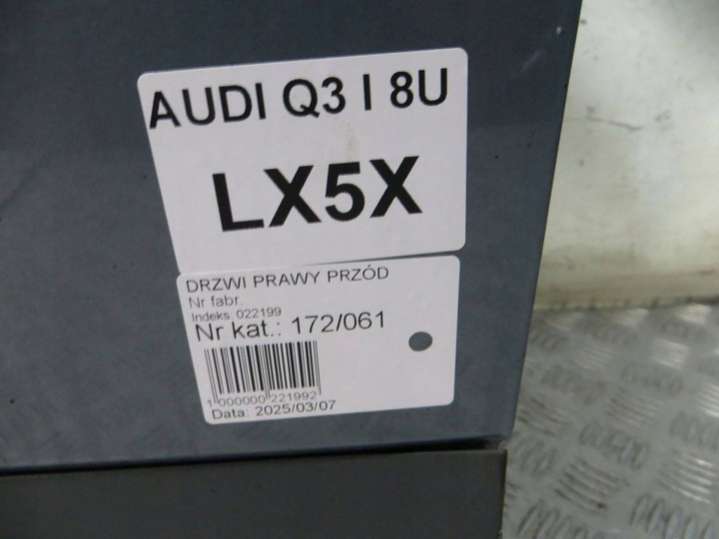 AUDI Q3 I 8U
LX5X
DRZWI PRAWY PRZÓD
Nr fabr.
Indeks: 022199
Nr kat.: 172/061
1 000000 221992
Data: 2025/03/07